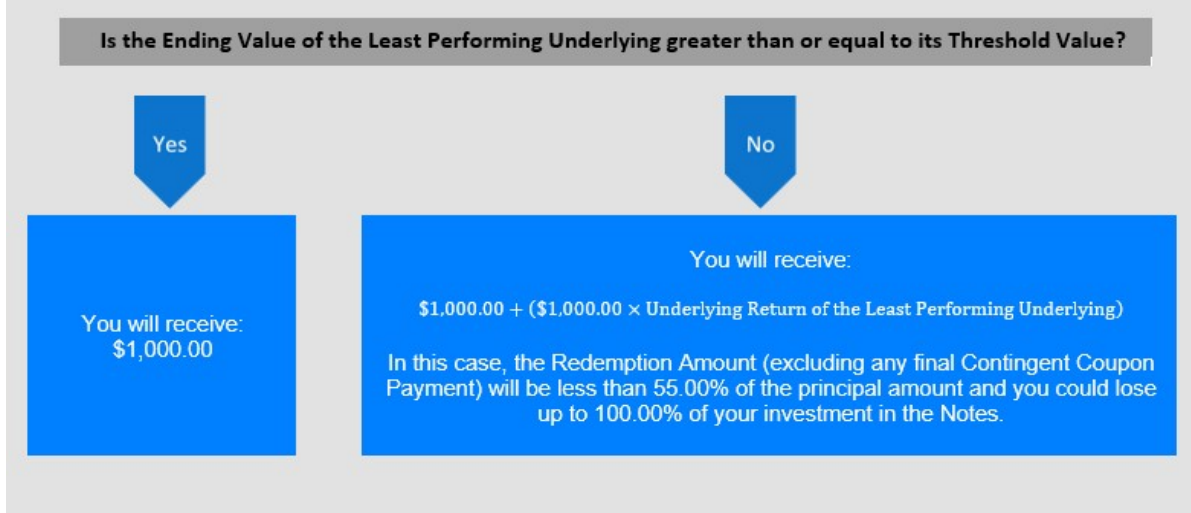 Is the Ending Value of the Least Performing Underlying greater than or equal to its Threshold Value?
Yes
No
You will receive:
$1,000.00
You will receive:
$1,000.00 + ($1,000.00 × Underlying Return of the Least Performing Underlying)
In this case, the Redemption Amount (excluding any final Contingent Coupon
Payment) will be less than 55.00% of the principal amount and you could lose
up to 100.00% of your investment in the Notes.